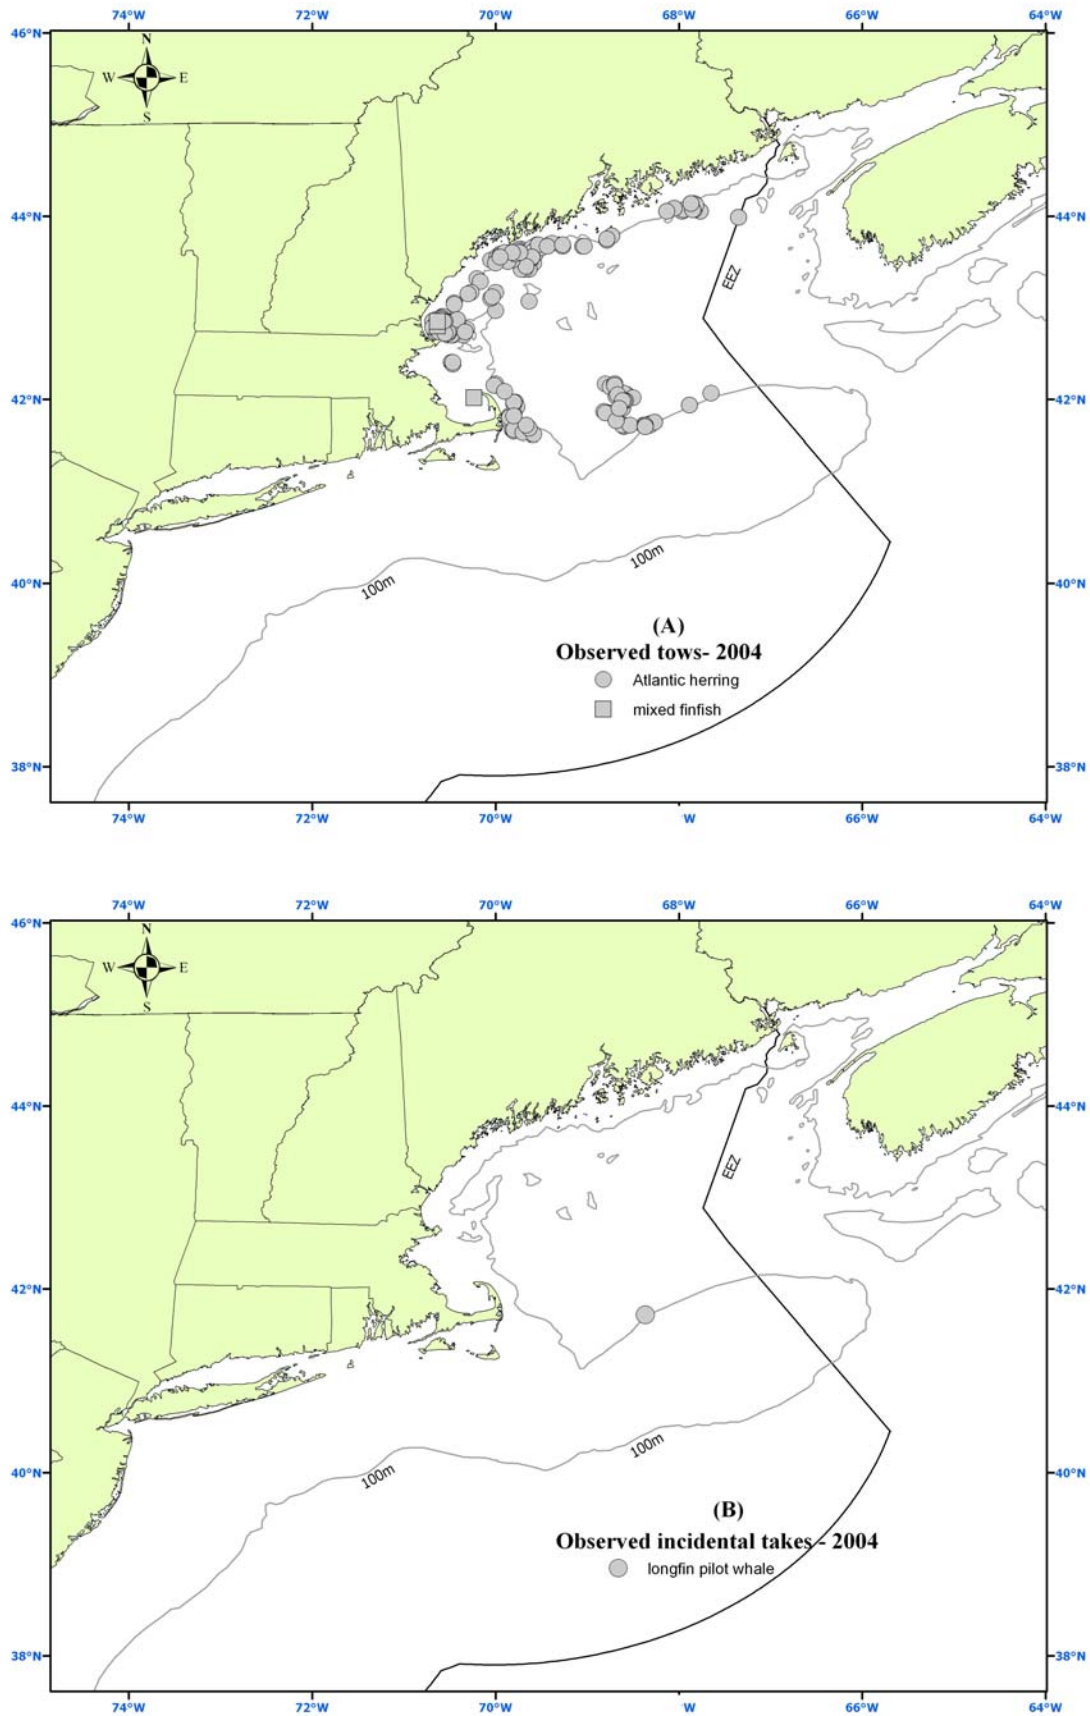 74°W 72°W 70°W 68°W 66°W 64°W
46°N
N
W E
S
44°N 44°N
EEZ
42°N 42°N
100m
100m
40°N 40°N
(A)
Observed tows- 2004
Atlantic herring
mixed finfish
38°N 38°N
74°W 72°W 70°W °W 66°W 64°W
74°W 72°W 70°W 68°W 66°W 64°W
46°N
N
W E
S
44°N 44°N
EEZ
42°N 42°N
100m
100m
40°N 40°N
(B)
Observed incidental takes - 2004
longfin pilot whale
38°N 38°N
74°W 72°W 70°W °W 66°W 64°W